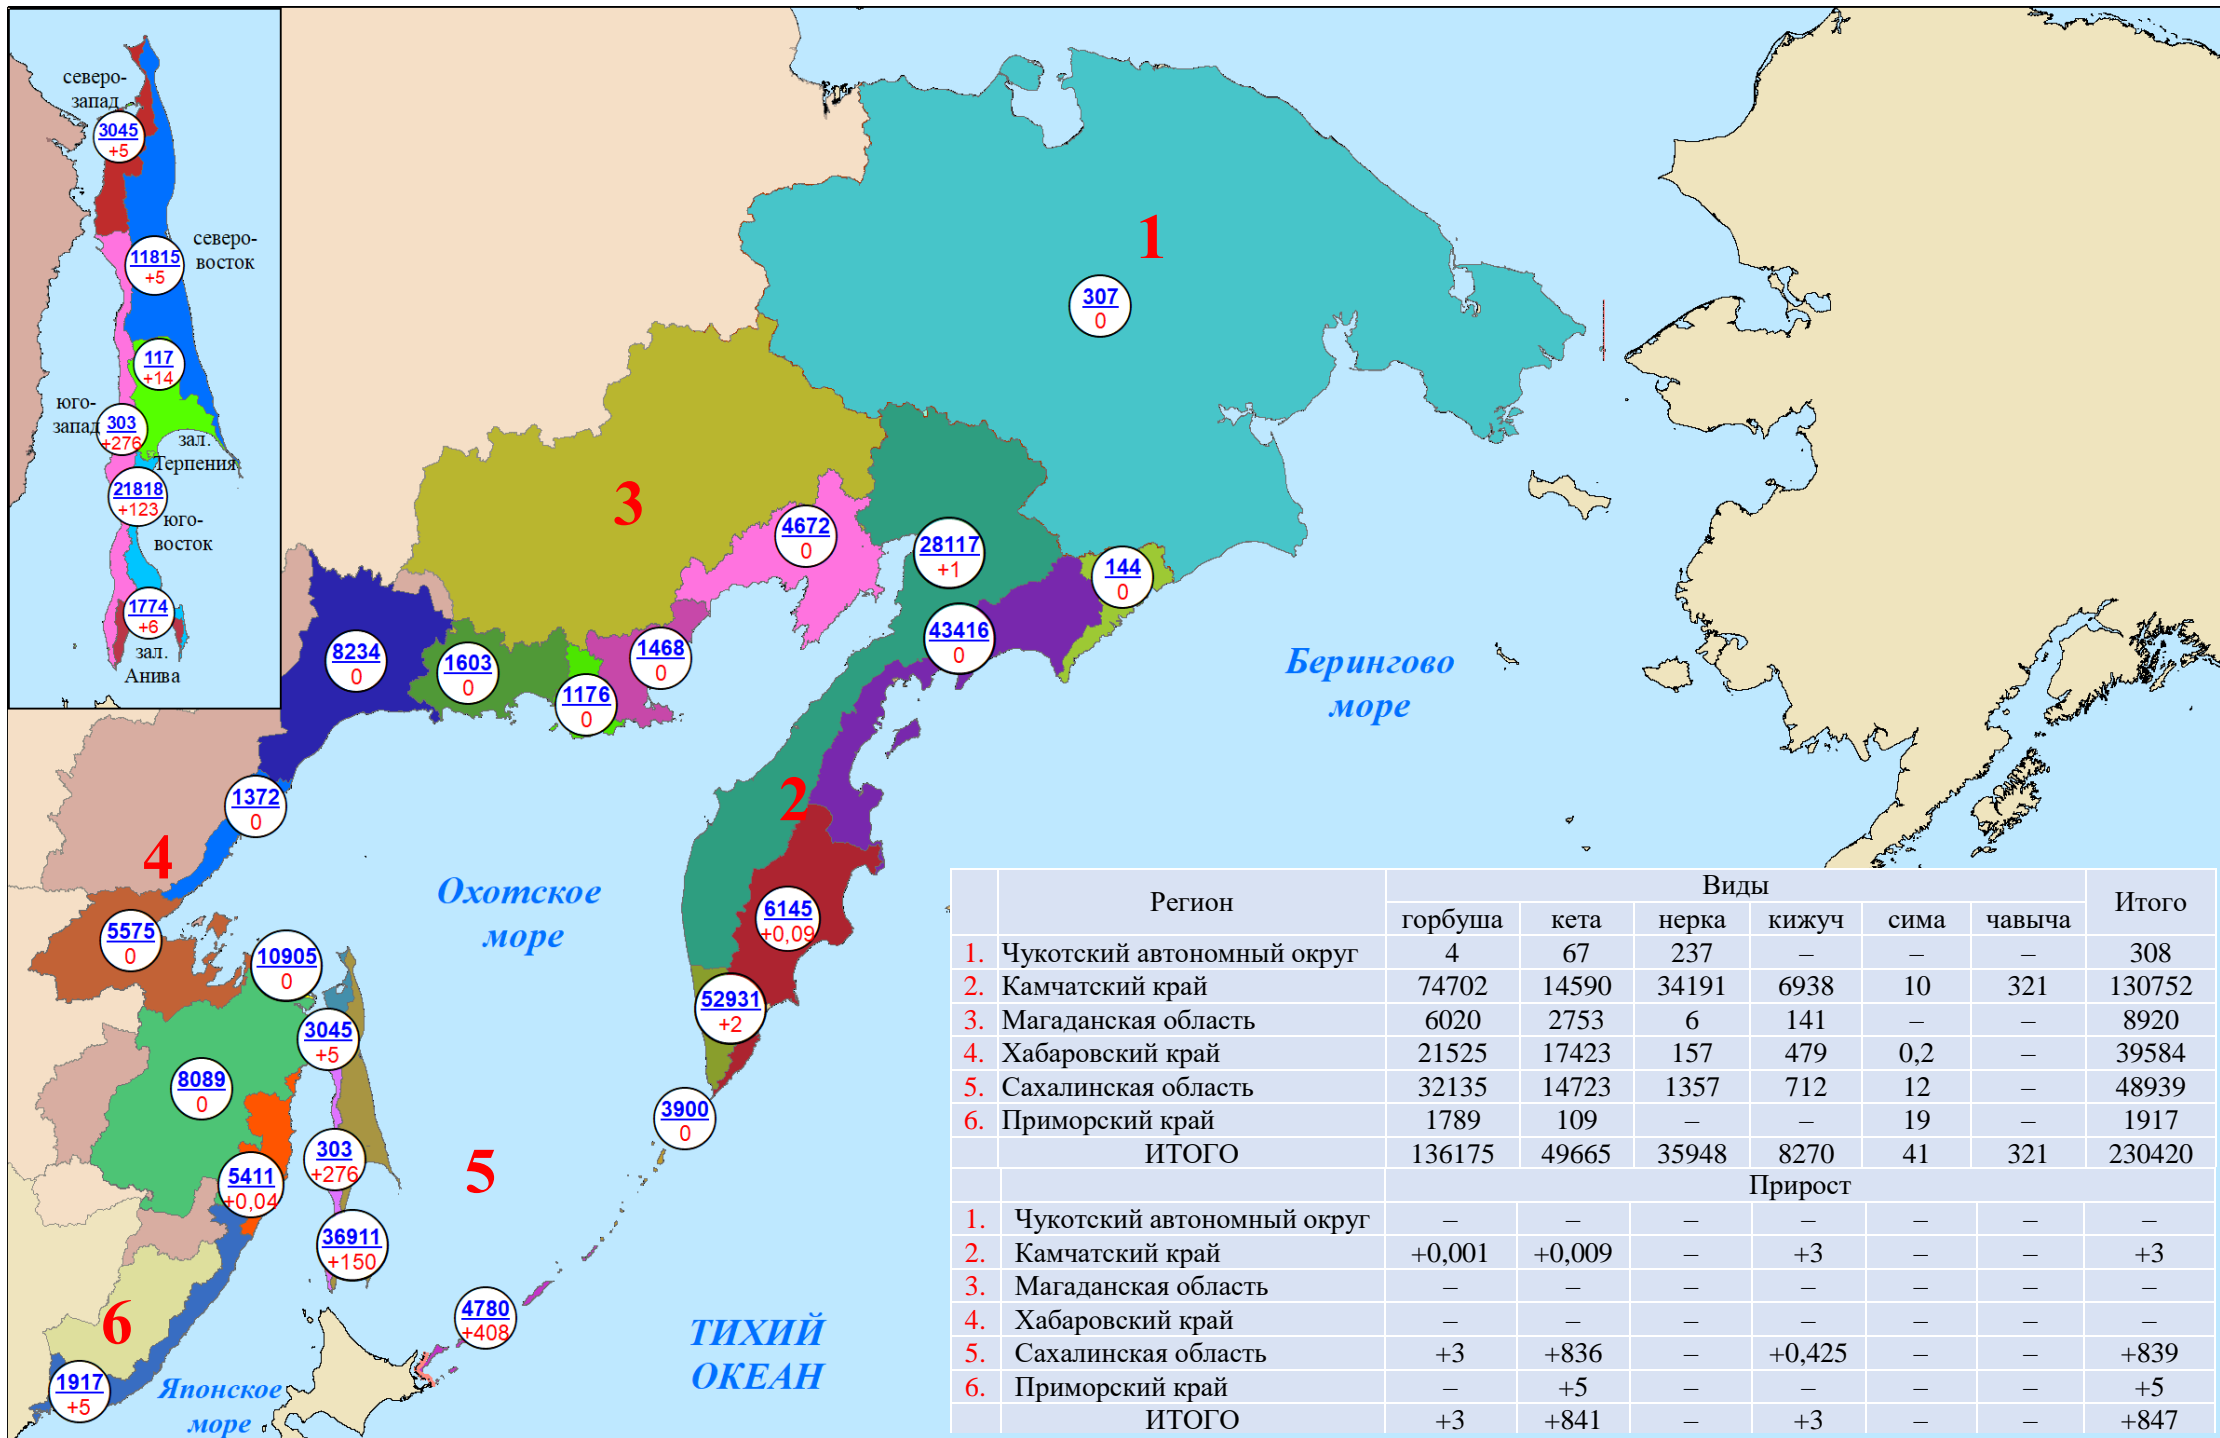 северо-
запад
3045
+5
северо-
восток
11815
+5
117
+14
юго-
запад
303
+276
зал.
Терпения
21818
+123
юго-
восток
1774
+6
зал.
Анива
1
307
0
3
4672
0
28117
+1
144
0
43416
0
8234
0
1603
0
1176
0
1468
0
Берингово
море
1372
0
4
2
Охотское
море
6145
+0,09
5575
0
10905
0
52931
+2
3045
+5
8089
0
3900
0
303
+276
5
5411
+0,04
36911
+150
4780
+408
6
ТИХИЙ
ОКЕАН
1917
+5
Японское
море
Регион Виды Итого
горбуша кета нерка кижуч сима чавыча
1. Чукотский автономный округ 4 67 237 – – – 308
2. Камчатский край 74702 14590 34191 6938 10 321 130752
3. Магаданская область 6020 2753 6 141 – – 8920
4. Хабаровский край 21525 17423 157 479 0,2 – 39584
5. Сахалинская область 32135 14723 1357 712 12 – 48939
6. Приморский край 1789 109 – – 19 – 1917
ИТОГО 136175 49665 35948 8270 41 321 230420
Прирост
1. Чукотский автономный округ – – – – – – –
2. Камчатский край +0,001 +0,009 – +3 – – +3
3. Магаданская область – – – – – – –
4. Хабаровский край – – – – – – –
5. Сахалинская область +3 +836 – +0,425 – – +839
6. Приморский край – +5 – – – – +5
ИТОГО +3 +841 – +3 – – +847